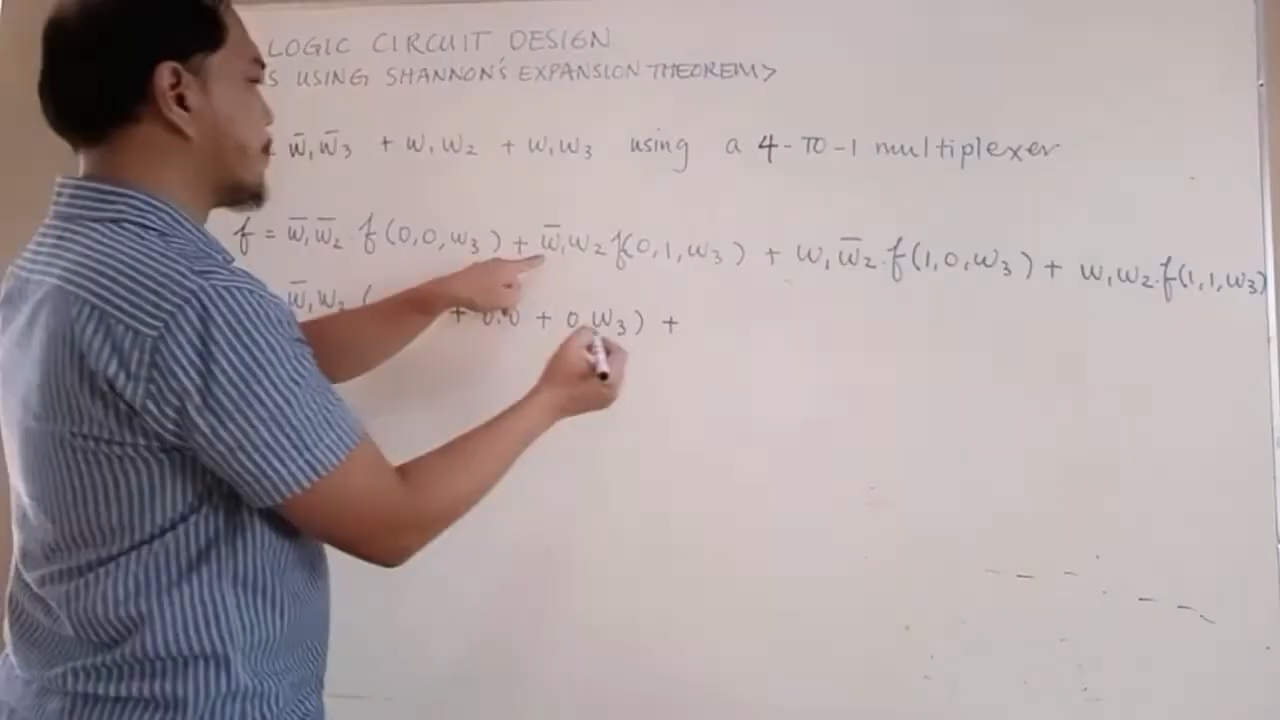 LOGIC CIRCUIT DESIGN
S USING SHANNON'S EXPANSION THEOREM>
w̄₁w̄₃ + w₁w₂ + w₁w₃ using a 4-TO-1 multiplexer
f = w̄₁w̄₂·f(0,0,w₃) + w̄₁w₂f(0,1,w₃) + w₁w̄₂·f(1,0,w₃) + w₁w₂·f(1,1,w₃)
w̄₁w₂( + 0·0 + 0·w₃) +